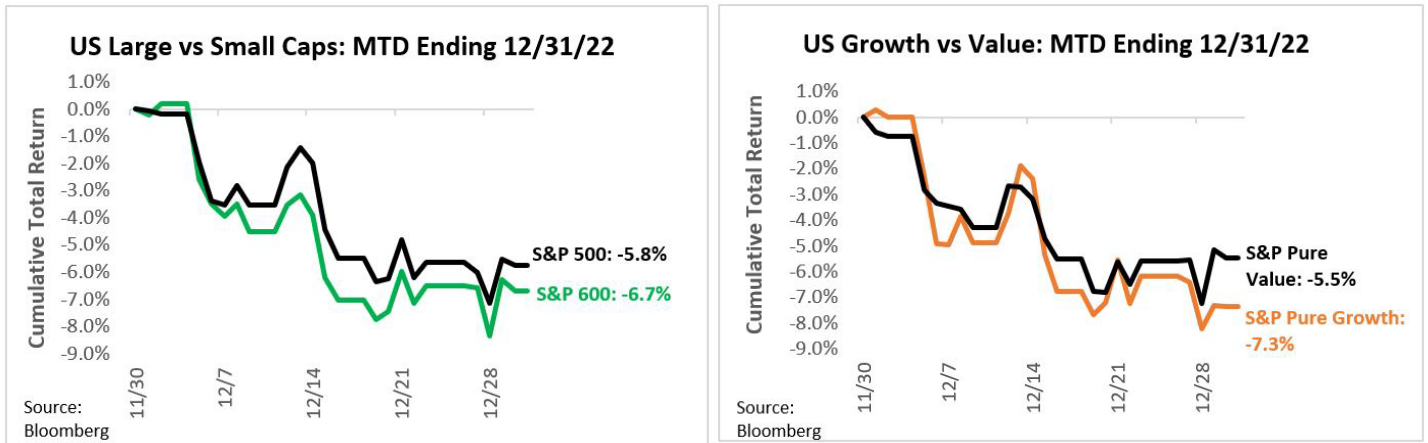 US Large vs Small Caps: MTD Ending 12/31/22
Cumulative Total Return
1.0%
0.0%
-1.0%
-2.0%
-3.0%
-4.0%
-5.0%
-6.0%
-7.0%
-8.0%
-9.0%
S&P 500: -5.8%
S&P 600: -6.7%
11/30
12/7
12/14
12/21
12/28
Source:
Bloomberg
US Growth vs Value: MTD Ending 12/31/22
Cumulative Total Return
1.0%
0.0%
-1.0%
-2.0%
-3.0%
-4.0%
-5.0%
-6.0%
-7.0%
-8.0%
-9.0%
S&P Pure
Value: -5.5%
S&P Pure Growth:
-7.3%
11/30
12/7
12/14
12/21
12/28
Source:
Bloomberg